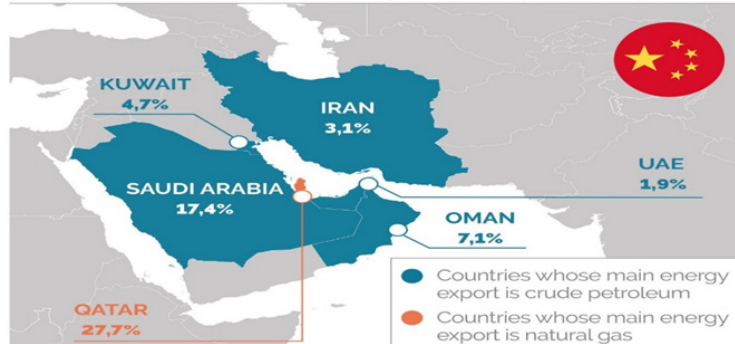 KUWAIT
4,7%
IRAN
3,1%
UAE
1,9%
SAUDI ARABIA
17,4%
OMAN
7,1%
QATAR
27,7%
Countries whose main energy
export is crude petroleum
Countries whose main energy
export is natural gas